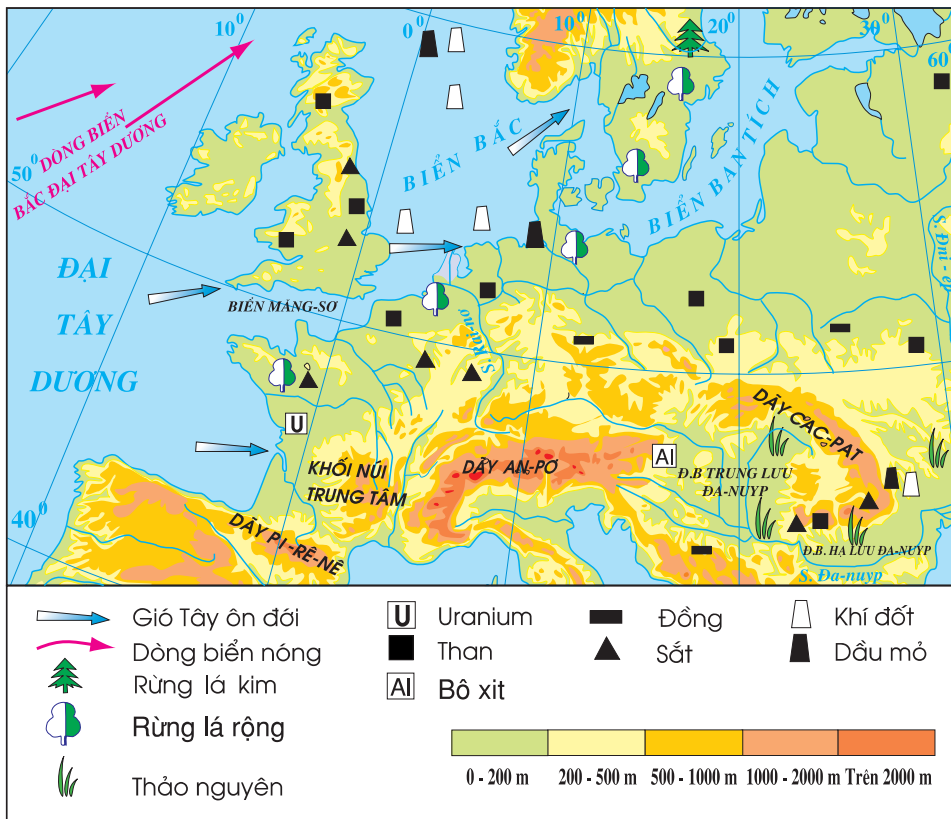 10⁰
0⁰
10⁰
20⁰
30⁰
60
DÒNG BIỂN
BẮC ĐẠI TÂY DƯƠNG
BIỂN BẮC
BIỂN BAN TÍCH
50⁰
ĐẠI
TÂY
DƯƠNG
BIỂN MĂNG-SƠ
S. Rai-nơ
U
KHỐI NÚI
TRUNG TÂM
DÃY AN-PƠ
Al
DÃY CÁC-PAT
Đ.B TRUNG LƯU
ĐA-NUYP
40⁰
DÃY PI-RÊ-NÊ
Đ.B. HẠ LƯU ĐA-NUYP
S. Đa-nuyp
Gió Tây ôn đới
Dòng biển nóng
Rừng lá kim
Rừng lá rộng
Thảo nguyên
U Uranium
Than
Al Bô xit
Đồng
Sắt
Khí đốt
Dầu mỏ
0 - 200 m 200 - 500 m 500 - 1000 m 1000 - 2000 m Trên 2000 m